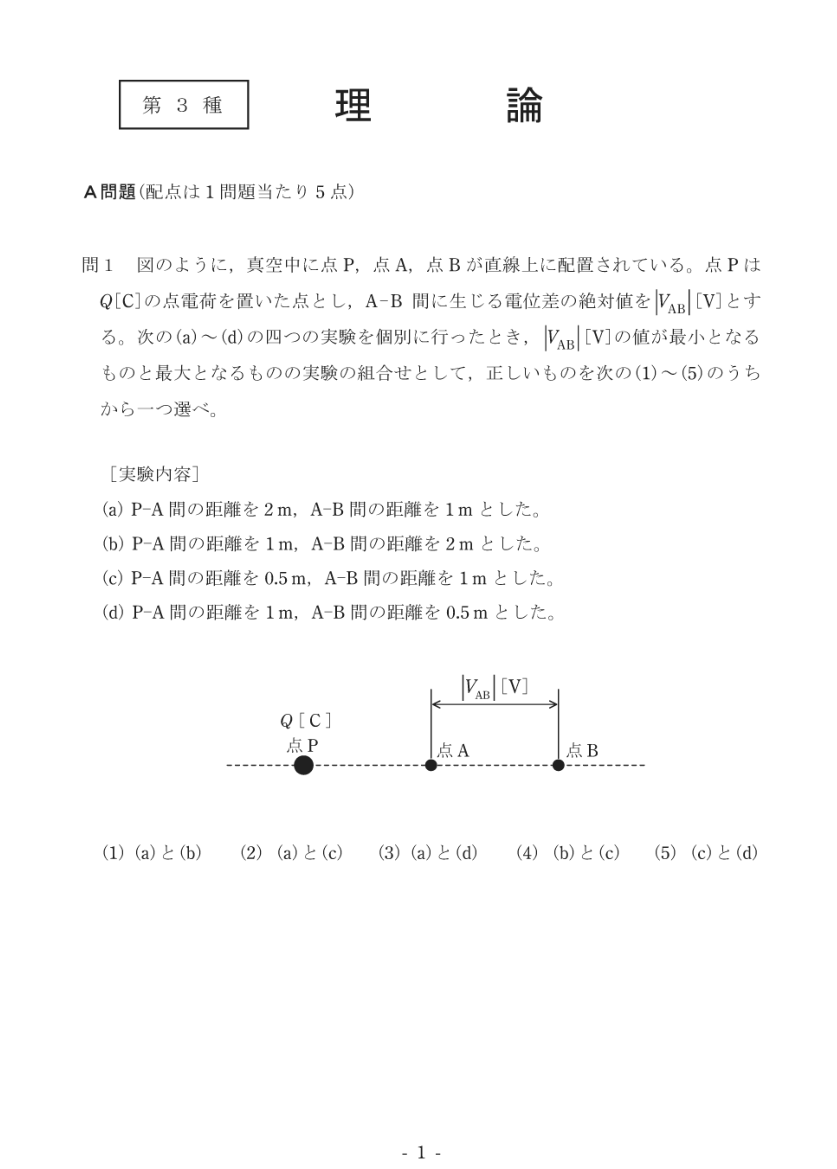 第 3 種
理 論
A問題(配点は1問題当たり5点)
問1 図のように，真空中に点P，点A，点Bが直線上に配置されている。点Pは
Q[C]の点電荷を置いた点とし，A−B 間に生じる電位差の絶対値を|V_AB|[V]とす
る。次の(a)～(d)の四つの実験を個別に行ったとき，|V_AB|[V]の値が最小となる
ものと最大となるものの実験の組合せとして，正しいものを次の(1)～(5)のうち
から一つ選べ。
［実験内容］
(a) P−A 間の距離を 2 m，A−B 間の距離を 1 m とした。
(b) P−A 間の距離を 1 m，A−B 間の距離を 2 m とした。
(c) P−A 間の距離を 0.5 m，A−B 間の距離を 1 m とした。
(d) P−A 間の距離を 1 m，A−B 間の距離を 0.5 m とした。
|V_AB|[V]
Q[C]
点P
点A
点B
(1) (a)と(b) (2) (a)と(c) (3) (a)と(d) (4) (b)と(c) (5) (c)と(d)
- 1 -